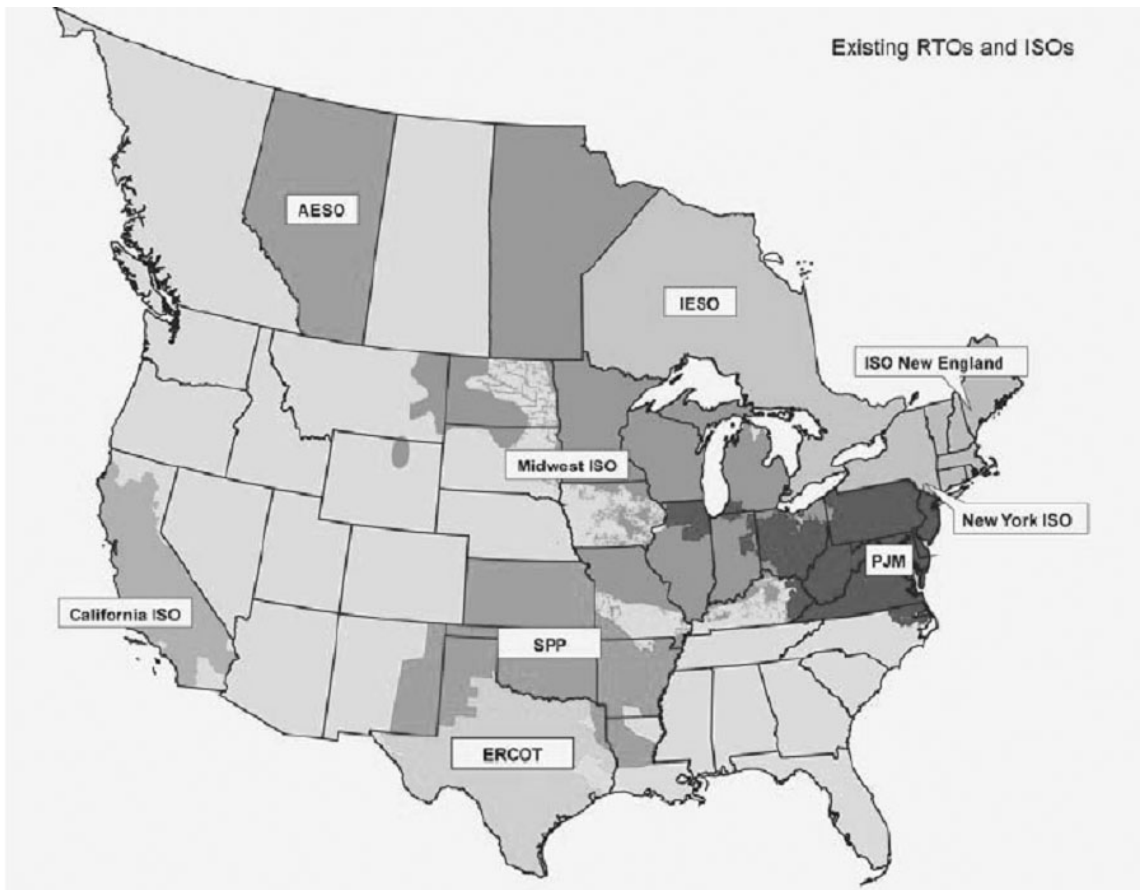 Existing RTOs and ISOs
AESO
IESO
ISO New England
Midwest ISO
New York ISO
PJM
California ISO
SPP
ERCOT